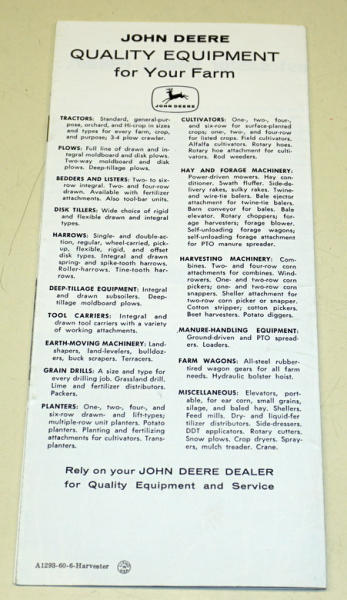 JOHN DEERE
QUALITY EQUIPMENT
for Your Farm
JOHN DEERE
TRACTORS: Standard, general-pur-
pose, orchard, and Hi-crop in sizes
and types for every farm, crop,
and purpose; 3-4 plow crawler.
PLOWS: Full line of drawn and in-
tegral moldboard and disk plows.
Two-way moldboard and disk
plows. Deep-tillage plows.
BEDDERS AND LISTERS: Two- to six-
row integral. Two- and four-row
drawn. Available with fertilizer
attachments. Also tool-bar units.
DISK TILLERS: Wide choice of rigid
and flexible drawn and integral
types.
HARROWS: Single- and double-ac-
tion, regular, wheel-carried, pick-
up, flexible, rigid, and offset
disk types. Integral and drawn
spring- and spike-tooth harrows.
Roller-harrows. Tine-tooth har-
rows.
DEEP-TILLAGE EQUIPMENT: Integral
and drawn subsoilers. Deep-
tillage moldboard plows.
TOOL CARRIERS: Integral and
drawn tool carriers with a variety
of working attachments.
EARTH-MOVING MACHINERY: Land-
shapers, land-levelers, bulldoz-
ers, buck scrapers. Terracers.
GRAIN DRILLS: A size and type for
every drilling job. Grassland drill.
Lime and fertilizer distributors.
Packers.
PLANTERS: One-, two-, four-, and
six-row drawn- and lift-types;
multiple-row unit planters. Potato
planters. Planting and fertilizing
attachments for cultivators. Trans-
planters.
CULTIVATORS: One-, two-, four-,
and six-row for surface-planted
crops; one-, two-, and four-row
for listed crops. Field cultivators.
Alfalfa cultivators. Rotary hoes.
Rotary hoe attachment for culti-
vators. Rod weeders.
HAY AND FORAGE MACHINERY:
Power-driven mowers. Hay con-
ditioner. Swath fluffer. Side-de-
livery rakes, sulky rakes. Twine-
and wire-tie balers. Bale ejector
attachment for twine-tie balers.
Barn conveyor for bales. Bale
elevator. Rotary choppers; for-
age harvesters; forage blower.
Self-unloading forage wagons;
self-unloading forage attachment
for PTO manure spreader.
HARVESTING MACHINERY: Com-
bines. Two- and four-row corn
attachments for combines. Wind-
rowers. One- and two-row corn
pickers; one- and two-row corn
snappers. Sheller attachment for
two-row corn picker or snapper.
Cotton stripper; cotton pickers.
Beet harvesters. Potato diggers.
MANURE-HANDLING EQUIPMENT:
Ground-driven and PTO spread-
ers. Loaders.
FARM WAGONS: All-steel rubber-
tired wagon gears for all farm
needs. Hydraulic bolster hoist.
MISCELLANEOUS: Elevators, port-
able, for ear corn, small grains,
silage, and baled hay. Shellers.
Feed mills. Dry- and liquid-fer-
tilizer distributors. Side-dressers.
DDT applicators. Rotary cutters.
Snow plows. Crop dryers. Spray-
ers, mulch treader. Crane.
Rely on your JOHN DEERE DEALER
for Quality Equipment and Service
A1298-60-6-Harvester